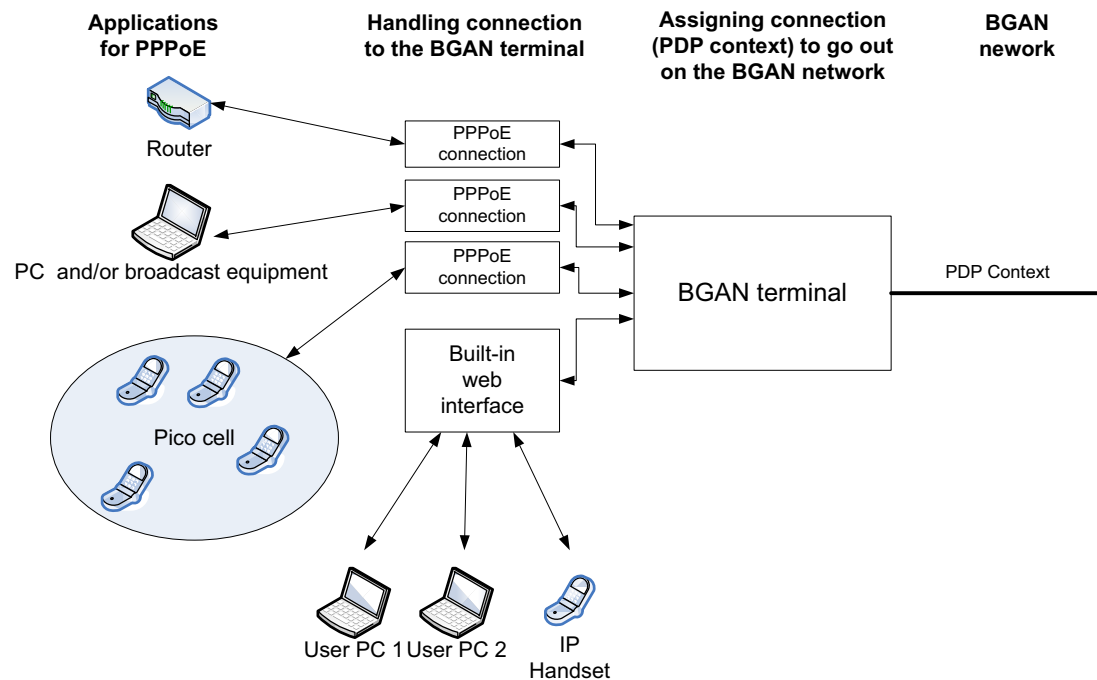 Applications
for PPPoE
Handling connection
to the BGAN terminal
Assigning connection
(PDP context) to go out
on the BGAN network
BGAN
nework
Router
PPPoE
connection
PPPoE
connection
PC and/or broadcast equipment
PPPoE
connection
BGAN terminal
PDP Context
Built-in
web
interface
Pico cell
User PC 1
User PC 2
IP
Handset